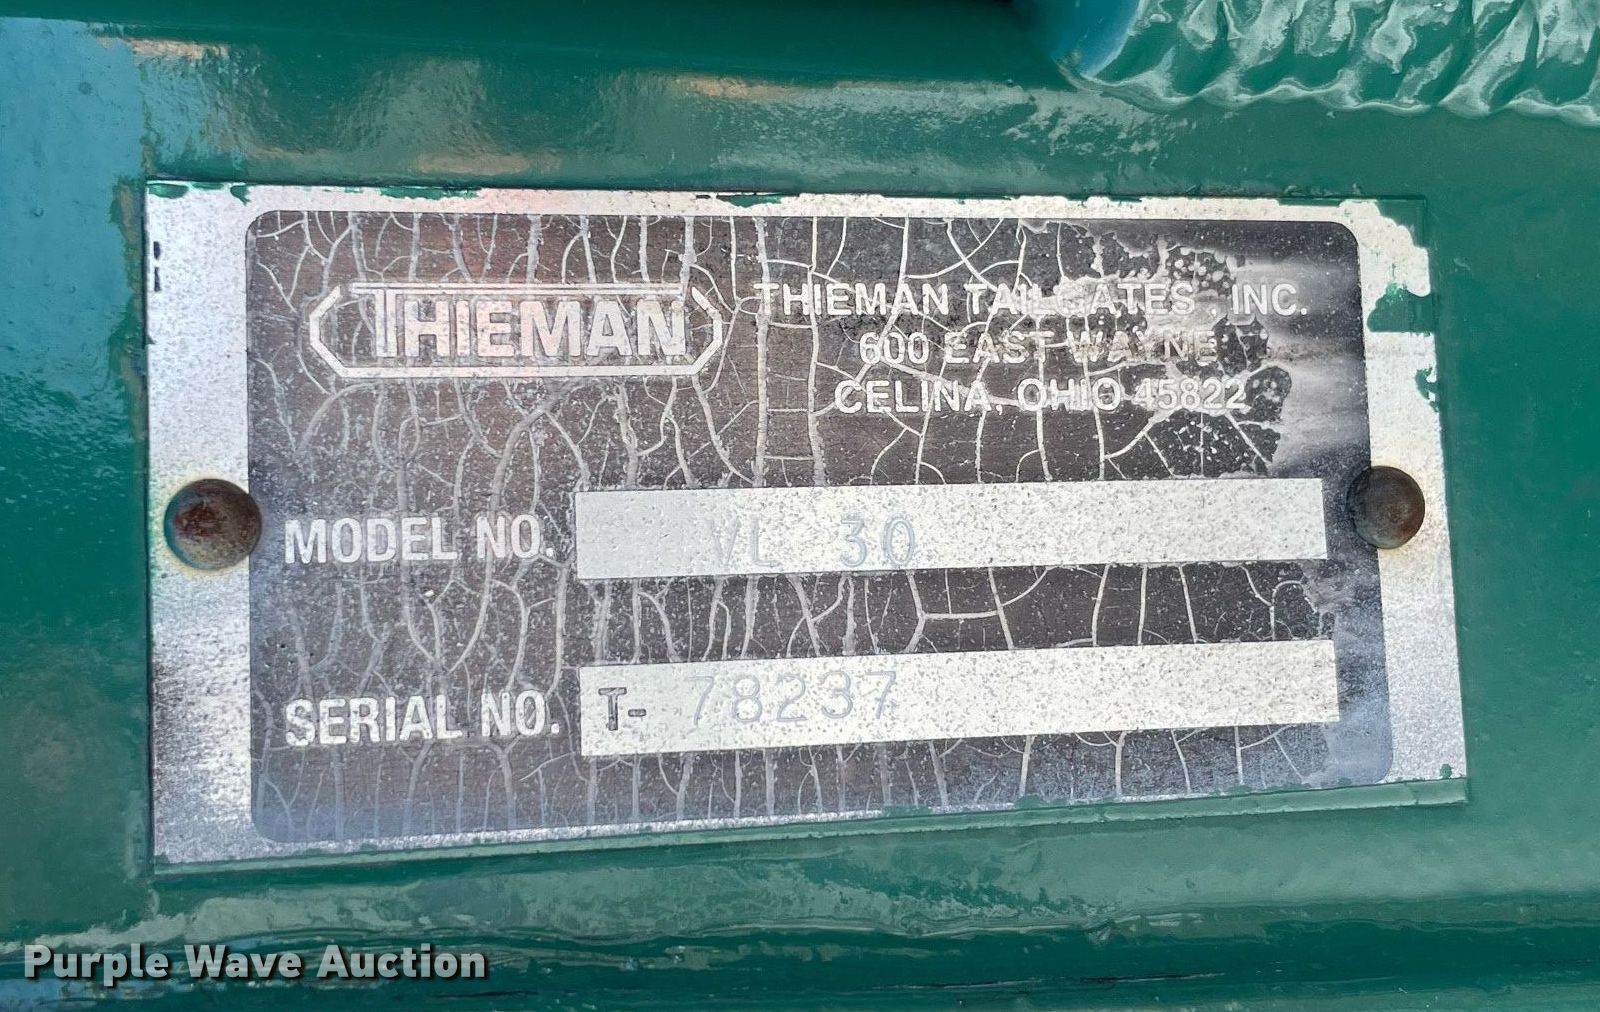 THIEMAN
THIEMAN TAILGATES, INC.
600 EAST WAYNE
CELINA, OHIO 45822
MODEL NO. VL 30
SERIAL NO. T- 78237
Purple Wave Auction